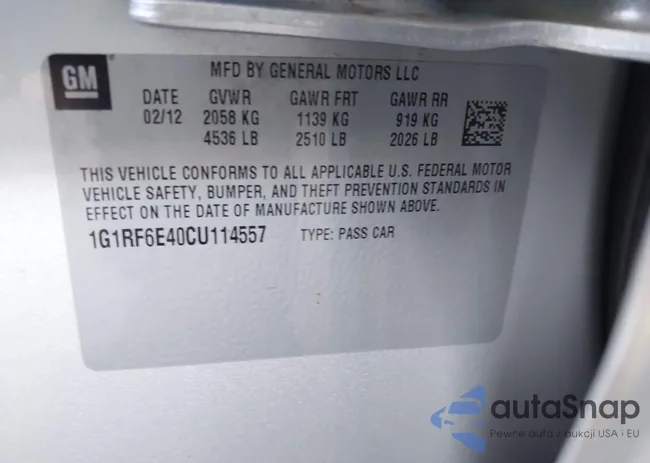 GM
MFD BY GENERAL MOTORS LLC
DATE GVWR GAWR FRT GAWR RR
02/12 2058 KG 1139 KG 919 KG
4536 LB 2510 LB 2026 LB
THIS VEHICLE CONFORMS TO ALL APPLICABLE U.S. FEDERAL MOTOR
VEHICLE SAFETY, BUMPER, AND THEFT PREVENTION STANDARDS IN
EFFECT ON THE DATE OF MANUFACTURE SHOWN ABOVE.
1G1RF6E40CU114557 TYPE: PASS CAR
autoSnap
Pewne auta z aukcji USA i EU